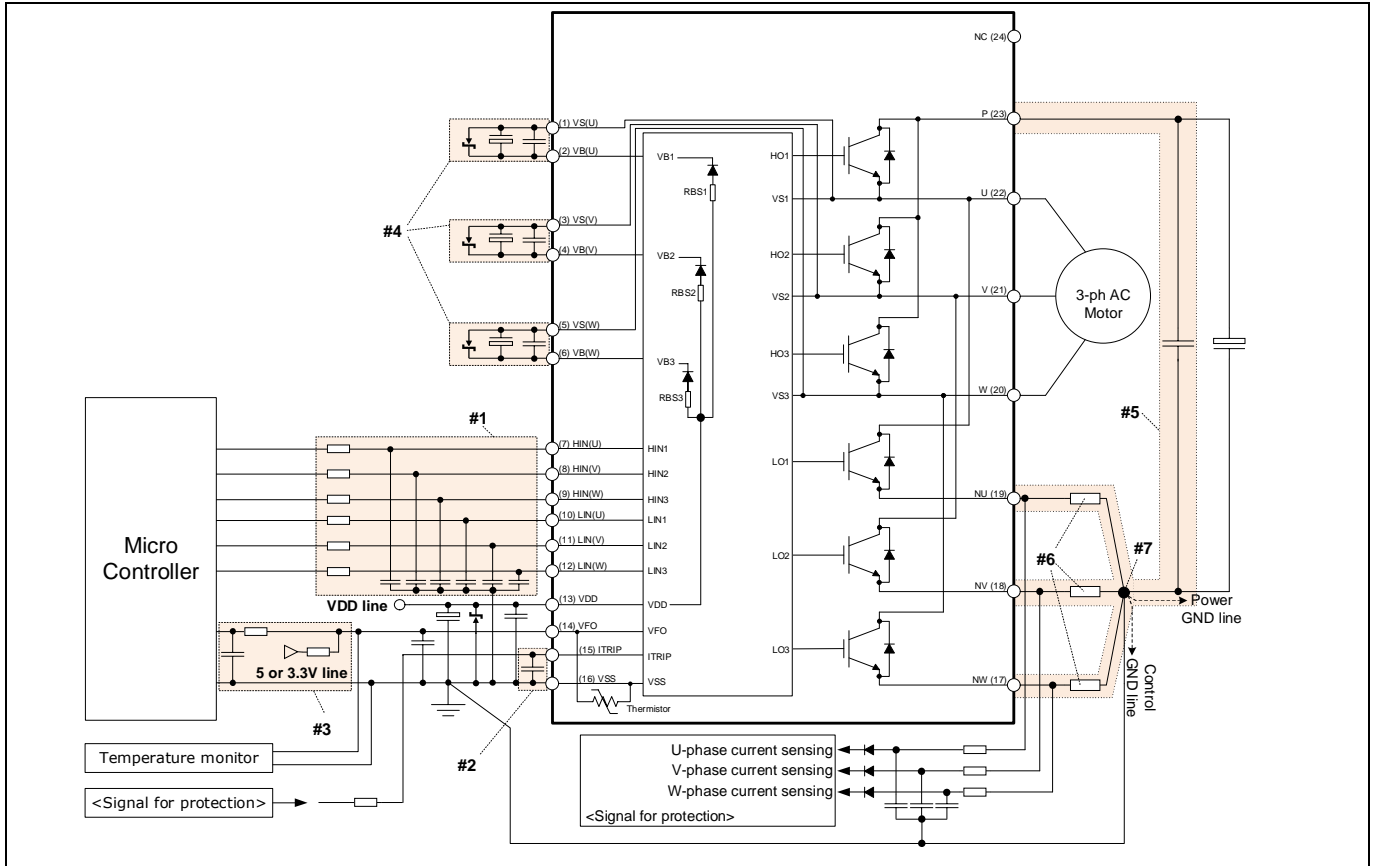 NC (24)
P (23)
(1) VS(U)
(2) VB(U)
VB1
HO1
RBS1
VS1
U (22)
#4
(3) VS(V)
(4) VB(V)
VB2
HO2
RBS2
VS2
V (21)
3-ph AC
Motor
(5) VS(W)
(6) VB(W)
VB3
HO3
RBS3
VS3
W (20)
#5
#1
(7) HIN(U)
HIN1
(8) HIN(V)
HIN2
LO1
(9) HIN(W)
HIN3
NU (19)
(10) LIN(U)
LIN1
Micro
Controller
(11) LIN(V)
LIN2
LO2
#6
#7
(12) LIN(W)
LIN3
NV (18)
VDD line
(13) VDD
VDD
Power
GND line
(14) VFO
VFO
(15) ITRIP
ITRIP
LO3
5 or 3.3V line
(16) VSS
VSS
NW (17)
Control
GND line
Thermistor
#3
#2
Temperature monitor
<Signal for protection>
U-phase current sensing
V-phase current sensing
W-phase current sensing
<Signal for protection>